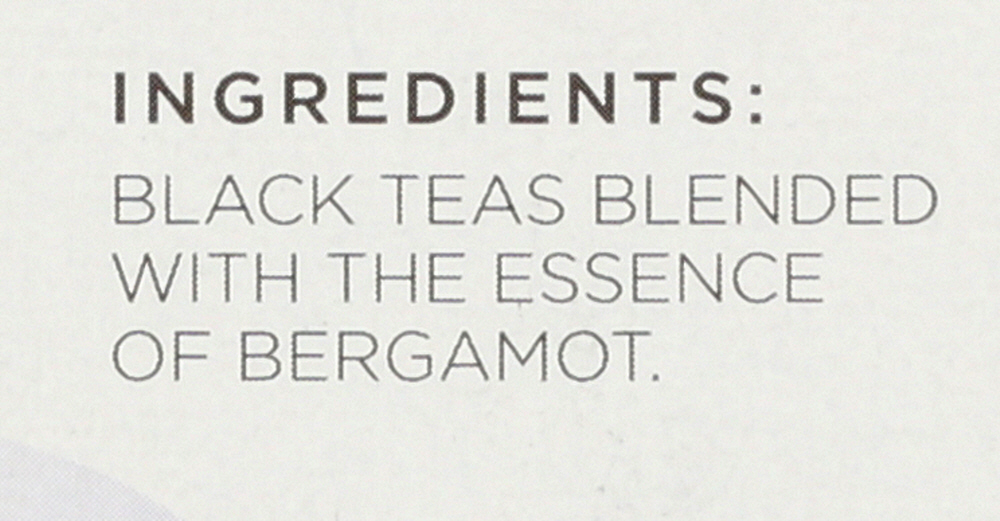 INGREDIENTS:
BLACK TEAS BLENDED
WITH THE ESSENCE
OF BERGAMOT.